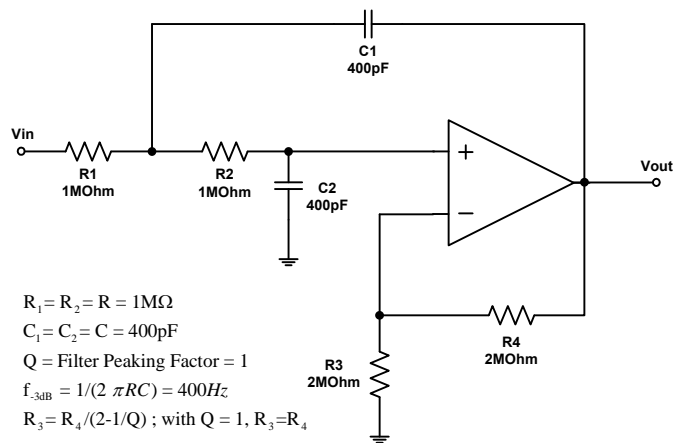 C1
400pF
Vin
R1
1MOhm
R2
1MOhm
C2
400pF
+
−
Vout
R4
2MOhm
R3
2MOhm
R₁= R₂= R = 1MΩ
C₁= C₂= C = 400pF
Q = Filter Peaking Factor = 1
f₋₃dB = 1/(2 πRC) = 400Hz
R₃= R₄/(2-1/Q) ; with Q = 1, R₃=R₄